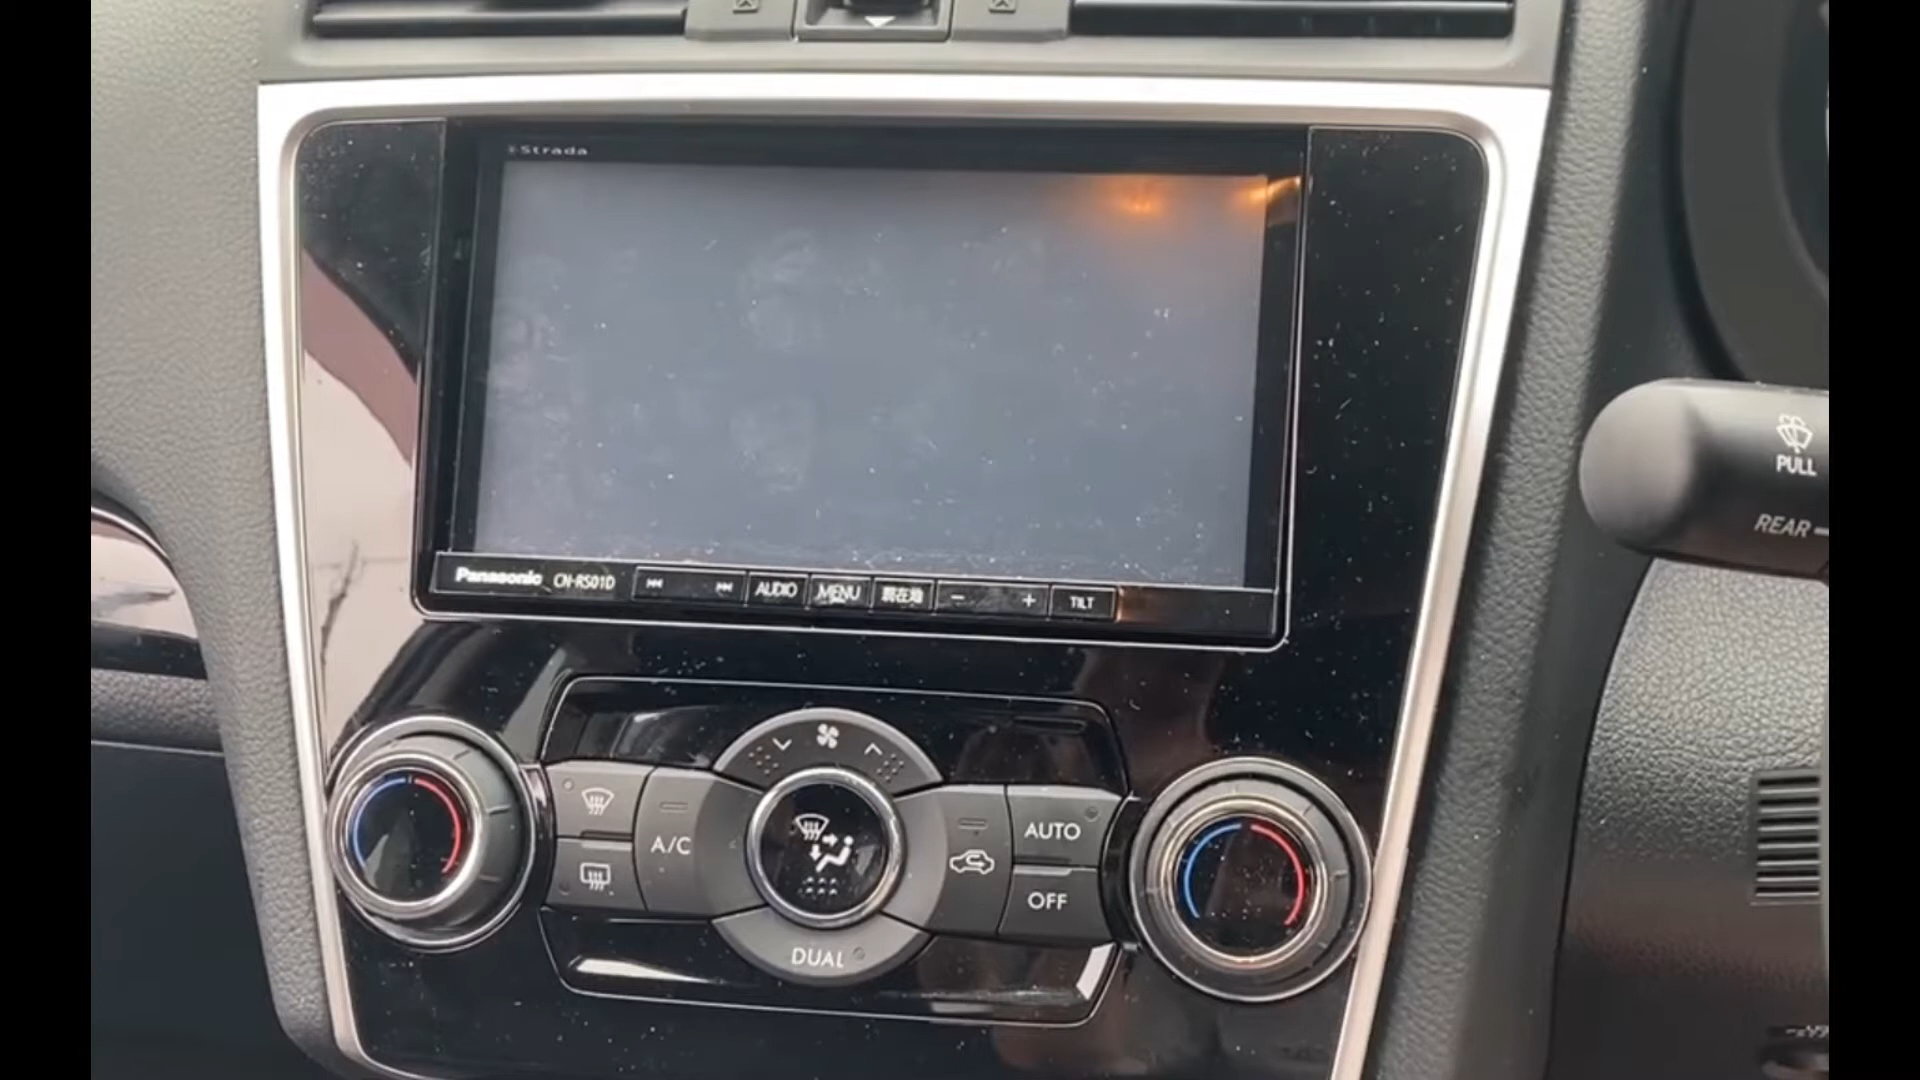 Strada
Panasonic CN-RS01D AUDIO MENU 現在地 − + TILT
PULL
REAR
A/C
AUTO
OFF
DUAL